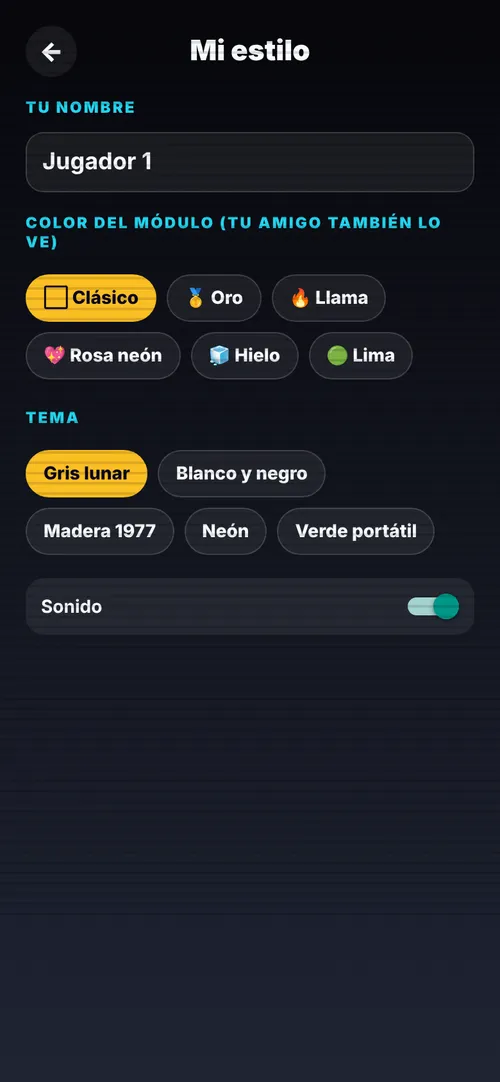 Mi estilo
TU NOMBRE
Jugador 1
COLOR DEL MÓDULO (TU AMIGO TAMBIÉN LO
VE)
Clásico
🥇 Oro
🔥 Llama
💖 Rosa neón
🧊 Hielo
🟢 Lima
TEMA
Gris lunar
Blanco y negro
Madera 1977
Neón
Verde portátil
Sonido